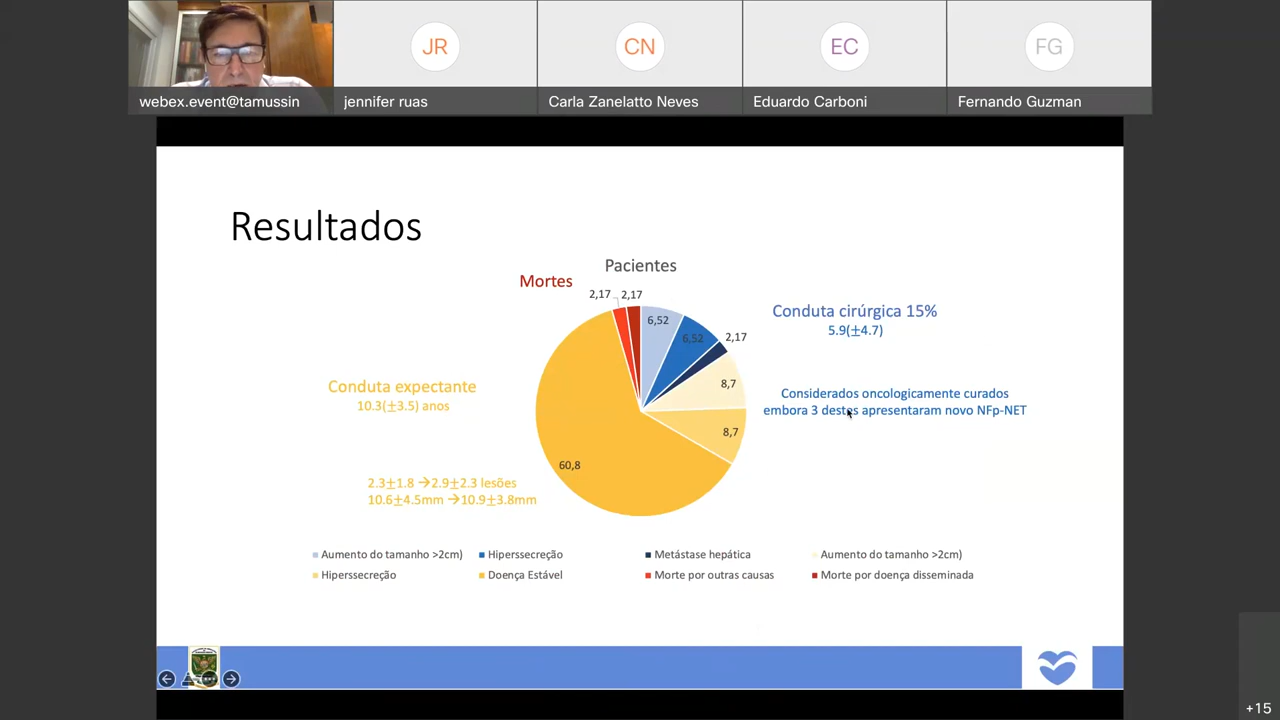 JR
CN
EC
FG
webex.event@tamussin
jennifer ruas
Carla Zanelatto Neves
Eduardo Carboni
Fernando Guzman
Resultados
Pacientes
Mortes
2,17
2,17
6,52
6,52
2,17
8,7
8,7
60,8
Conduta cirúrgica 15%
5.9(±4.7)
Considerados oncologicamente curados
embora 3 destes apresentaram novo NFp-NET
Conduta expectante
10.3(±3.5) anos
2.3±1.8 →2.9±2.3 lesões
10.6±4.5mm →10.9±3.8mm
Aumento do tamanho >2cm)
Hiperssecreção
Metástase hepática
Aumento do tamanho >2cm)
Hiperssecreção
Doença Estável
Morte por outras causas
Morte por doença disseminada
+15